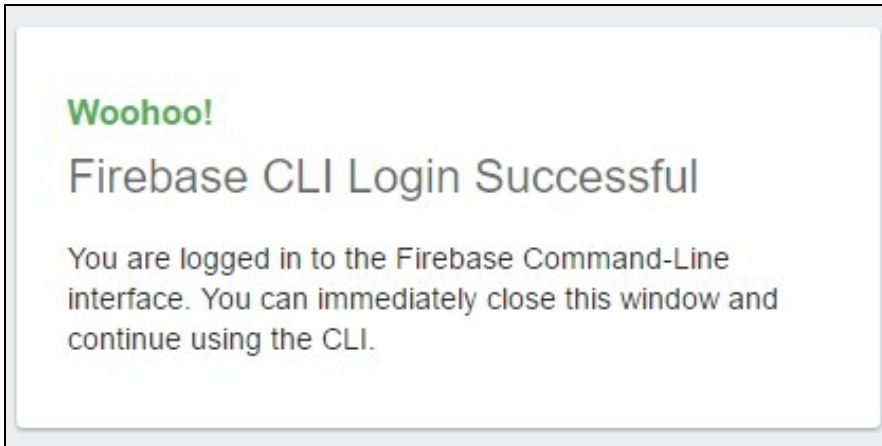 Woohoo!
Firebase CLI Login Successful
You are logged in to the Firebase Command-Line
interface. You can immediately close this window and
continue using the CLI.